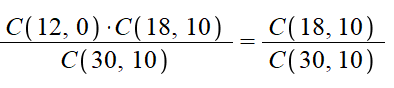 C(12, 0)·C(18, 10) / C(30, 10) = C(18, 10) / C(30, 10)